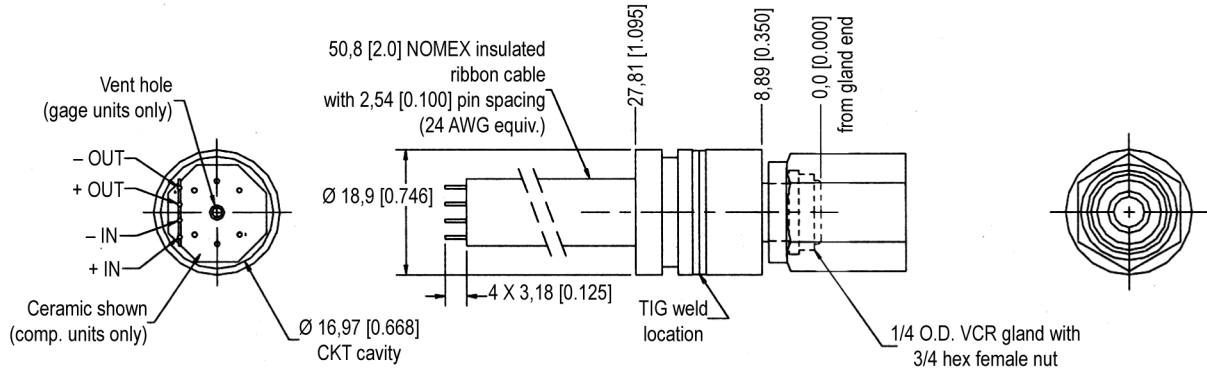 Vent hole
(gage units only)
– OUT
+ OUT
– IN
+ IN
Ceramic shown
(comp. units only)
Ø 16,97 [0.668]
CKT cavity
50,8 [2.0] NOMEX insulated
ribbon cable
with 2,54 [0.100] pin spacing
(24 AWG equiv.)
Ø 18,9 [0.746]
4 X 3,18 [0.125]
27,81 [1.095]
8,89 [0.350]
0,0 [0.000]
from gland end
TIG weld
location
1/4 O.D. VCR gland with
3/4 hex female nut